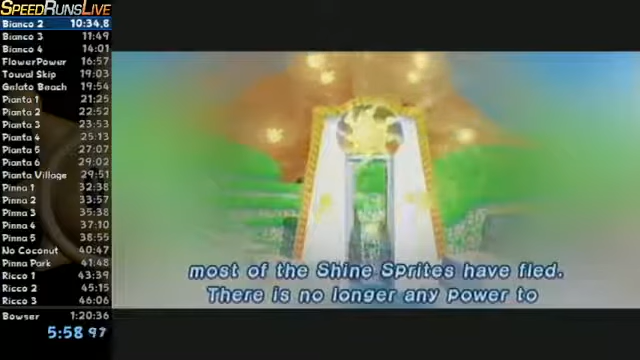 SPEEDRUNSLIVE
Bianco 2 10:34.8
Bianco 3 11:49
Bianco 4 14:01
FlowerPower 16:57
Touval Skip 19:03
Gelato Beach 19:54
Pianta 1 21:25
Pianta 2 22:52
Pianta 3 23:53
Pianta 4 25:13
Pianta 5 27:07
Pianta 6 29:02
Pianta Village 29:51
Pinna 1 32:38
Pinna 2 33:57
Pinna 3 35:38
Pinna 4 37:10
Pinna 5 38:55
No Coconut 40:47
Pinna Park 41:48
Ricco 1 43:39
Ricco 2 45:15
Ricco 3 46:06
Bowser 1:20:36
5:58 97
most of the Shine Sprites have fled.
There is no longer any power to